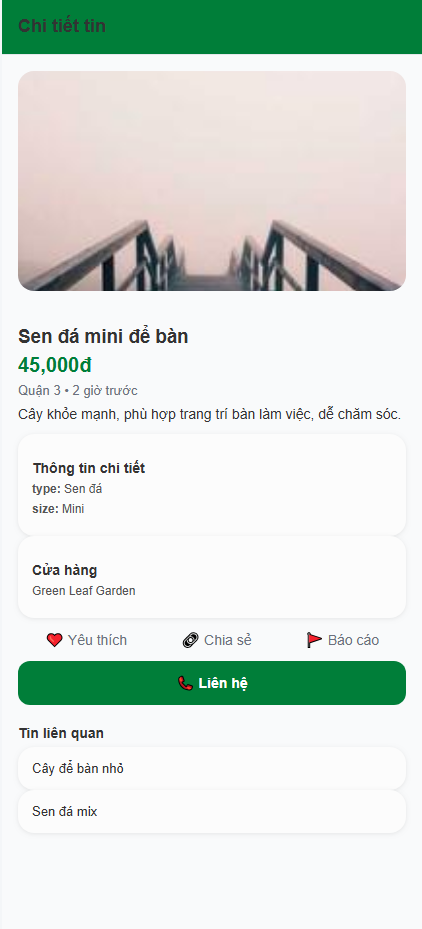 Chi tiết tin
Sen đá mini để bàn
45,000đ
Quận 3 • 2 giờ trước
Cây khỏe mạnh, phù hợp trang trí bàn làm việc, dễ chăm sóc.
Thông tin chi tiết
type: Sen đá
size: Mini
Cửa hàng
Green Leaf Garden
Yêu thích
Chia sẻ
Báo cáo
Liên hệ
Tin liên quan
Cây để bàn nhỏ
Sen đá mix